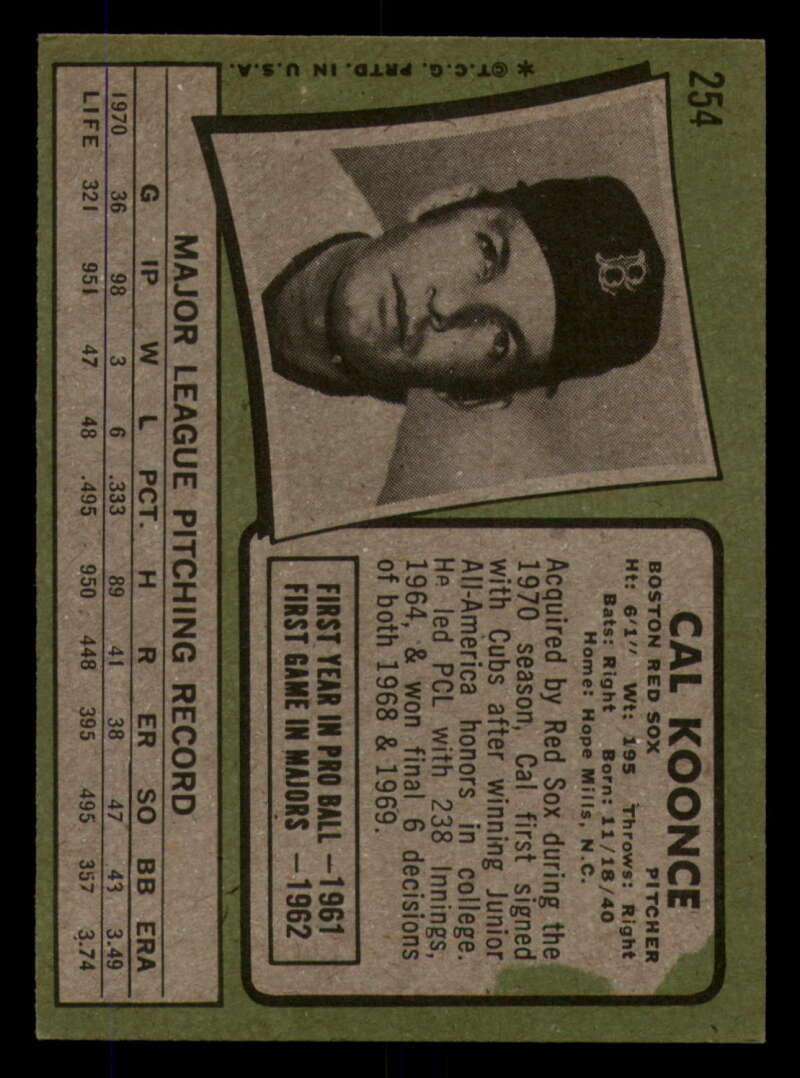 254
CAL KOONCE
BOSTON RED SOX PITCHER
Ht: 6'1" Wt: 195 Throws: Right
Bats: Right Born: 11/18/40
Home: Hope Mills, N.C.
Acquired by Red Sox during the
1970 season, Cal first signed
with Cubs after winning Junior
All-America honors in college.
He led PCL with 238 Innings,
1964, & won final 6 decisions
of both 1968 & 1969.
FIRST YEAR IN PRO BALL —1961
FIRST GAME IN MAJORS —1962
B
MAJOR LEAGUE PITCHING RECORD
G IP W L PCT. H R ER SO BB ERA
1970 36 98 3 6 .333 89 41 38 47 43 3.49
LIFE 321 951 47 48 .495 950 448 395 495 357 3.74
* ©T.C.G. PRTD. IN U.S.A.